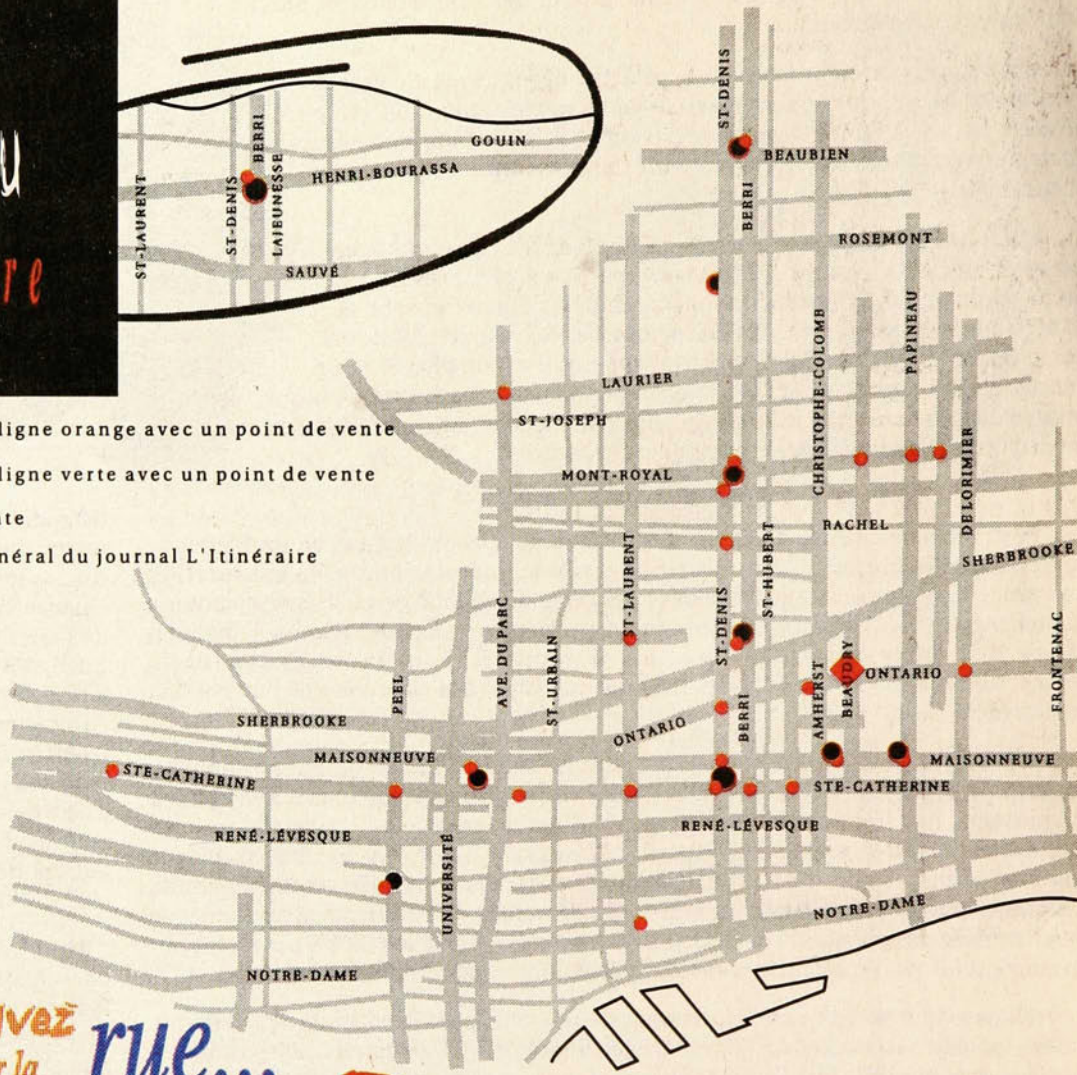 u
re
GOUIN
BERRI
HENRI-BOURASSA
ST-LAURENT
ST-DENIS
LAJEUNESSE
SAUVÉ
ST-DENIS
BEAUBIEN
BERRI
ROSEMONT
PAPINEAU
CHRISTOPHE-COLOMB
LAURIER
ligne orange avec un point de vente
ST-JOSEPH
ligne verte avec un point de vente
MONT-ROYAL
DELORIMIER
RACHEL
néral du journal L'Itinéraire
SHERBROOKE
ST-LAURENT
ST-HUBERT
ST-DENIS
AVE. DU PARC
ST-URBAIN
PEEL
AMHERST
BEAUDRY
ONTARIO
FRONTENAC
SHERBROOKE
ONTARIO
BERRI
MAISONNEUVE
MAISONNEUVE
STE-CATHERINE
STE-CATHERINE
RENÉ-LÉVESQUE
RENÉ-LÉVESQUE
UNIVERSITÉ
NOTRE-DAME
NOTRE-DAME
vez
la rue...